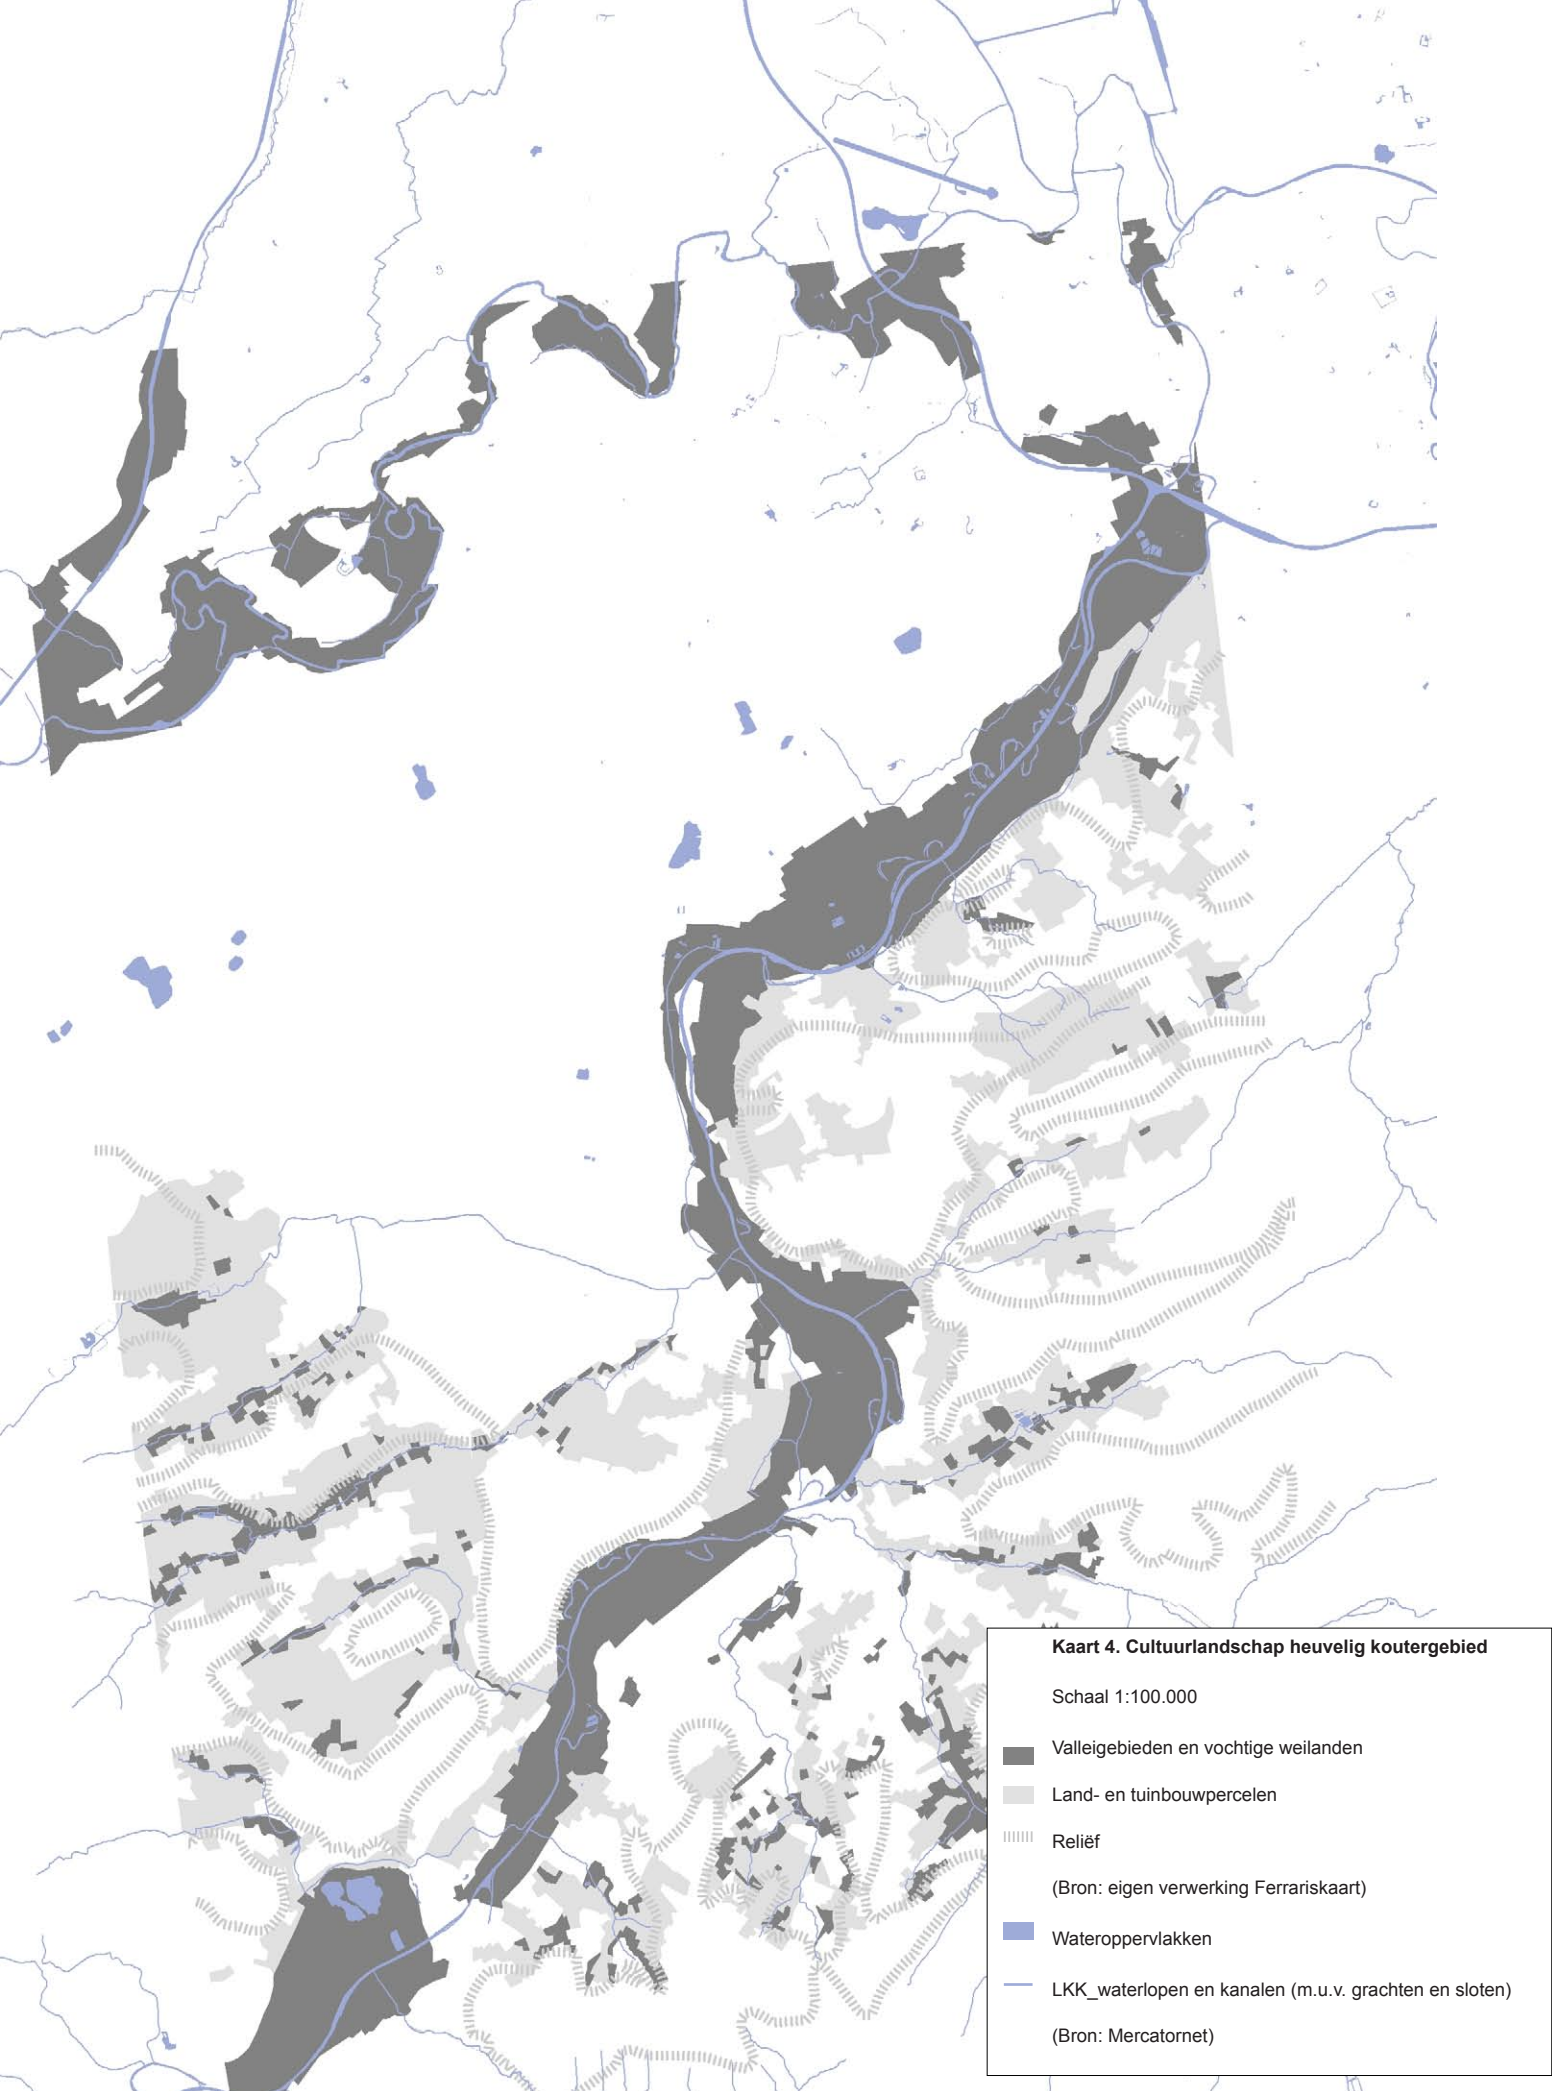 Kaart 4. Cultuurlandschap heuvelig koutergebied
Schaal 1:100.000
Valleigebieden en vochtige weilanden
Land- en tuinbouwpercelen
Reliëf
(Bron: eigen verwerking Ferrariskaart)
Wateroppervlakken
LKK_waterlopen en kanalen (m.u.v. grachten en sloten)
(Bron: Mercatornet)